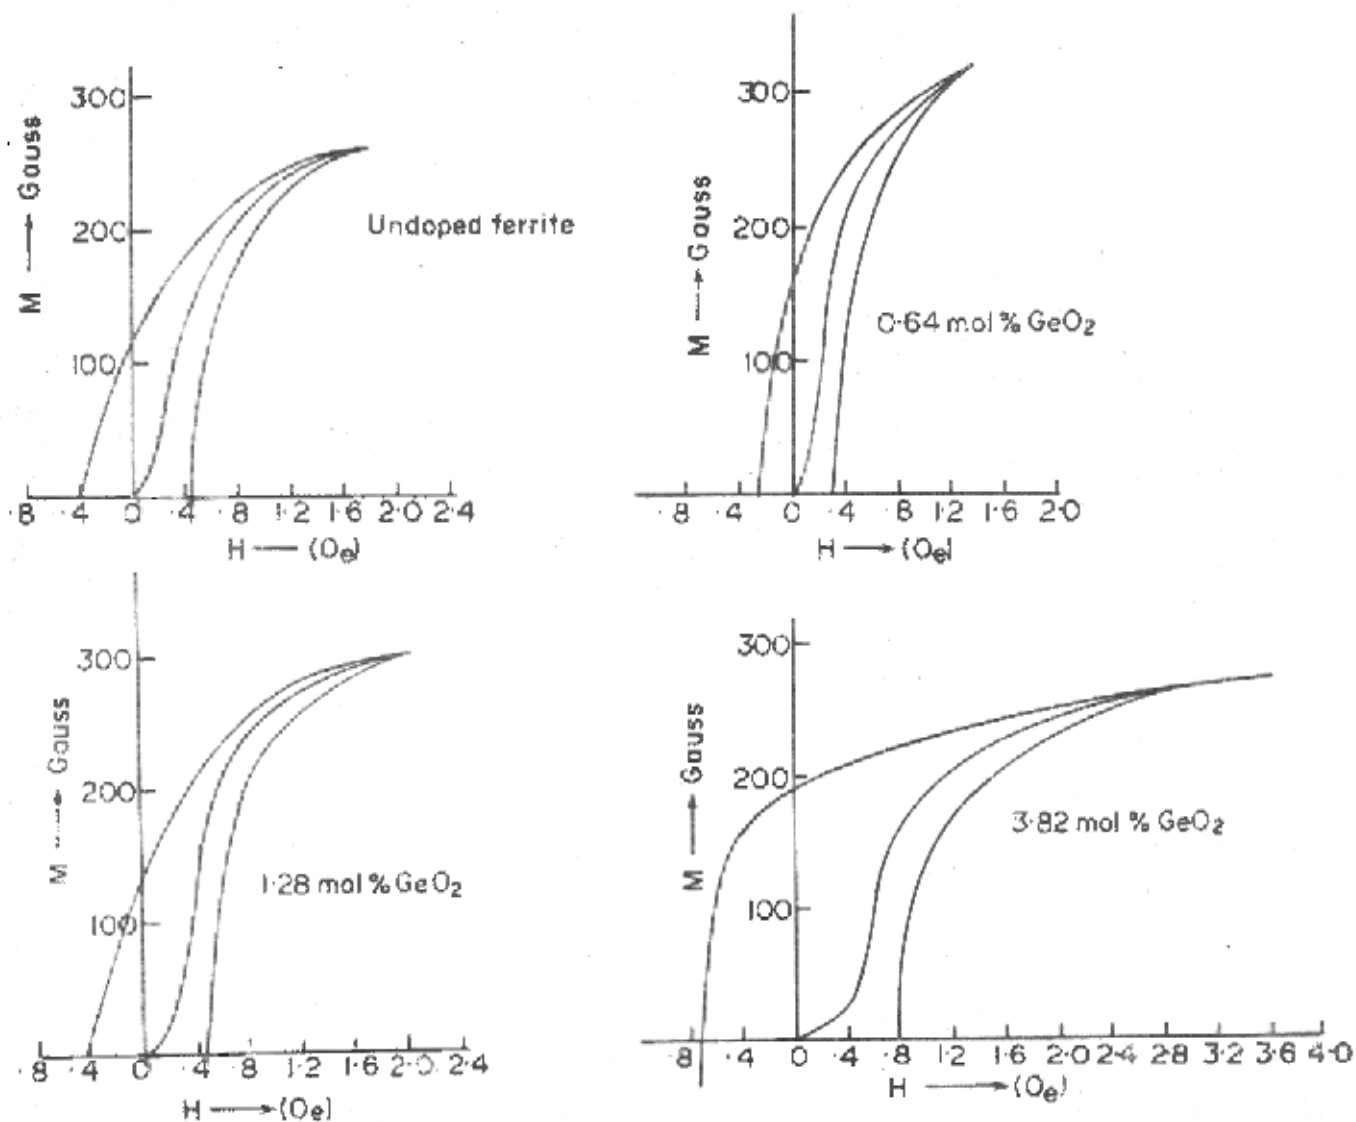 300
200
100
M → Gauss
Undoped ferrite
.8 .4 0 .4 .8 1.2 1.6 2.0 2.4
H — (Oe)
300
200
100
M → Gauss
0.64 mol % GeO₂
.8 .4 0 .4 .8 1.2 1.6 2.0
H → (Oe)
300
200
100
M → Gauss
1.28 mol % GeO₂
.8 .4 0 .4 .8 1.2 1.6 2.0 2.4
H → (Oe)
300
200
100
M → Gauss
3.82 mol % GeO₂
.8 .4 0 .4 .8 1.2 1.6 2.0 2.4 2.8 3.2 3.6 4.0
H → (Oe)